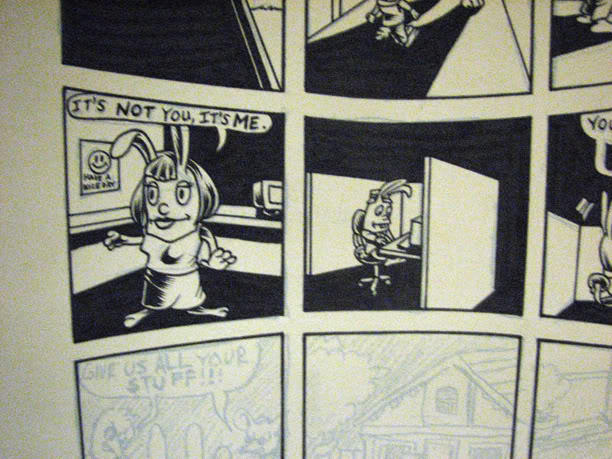 IT'S NOT YOU, IT'S ME.
HAVE A
NICE DAY
YOU
GIVE US ALL YOUR
STUFF!!!